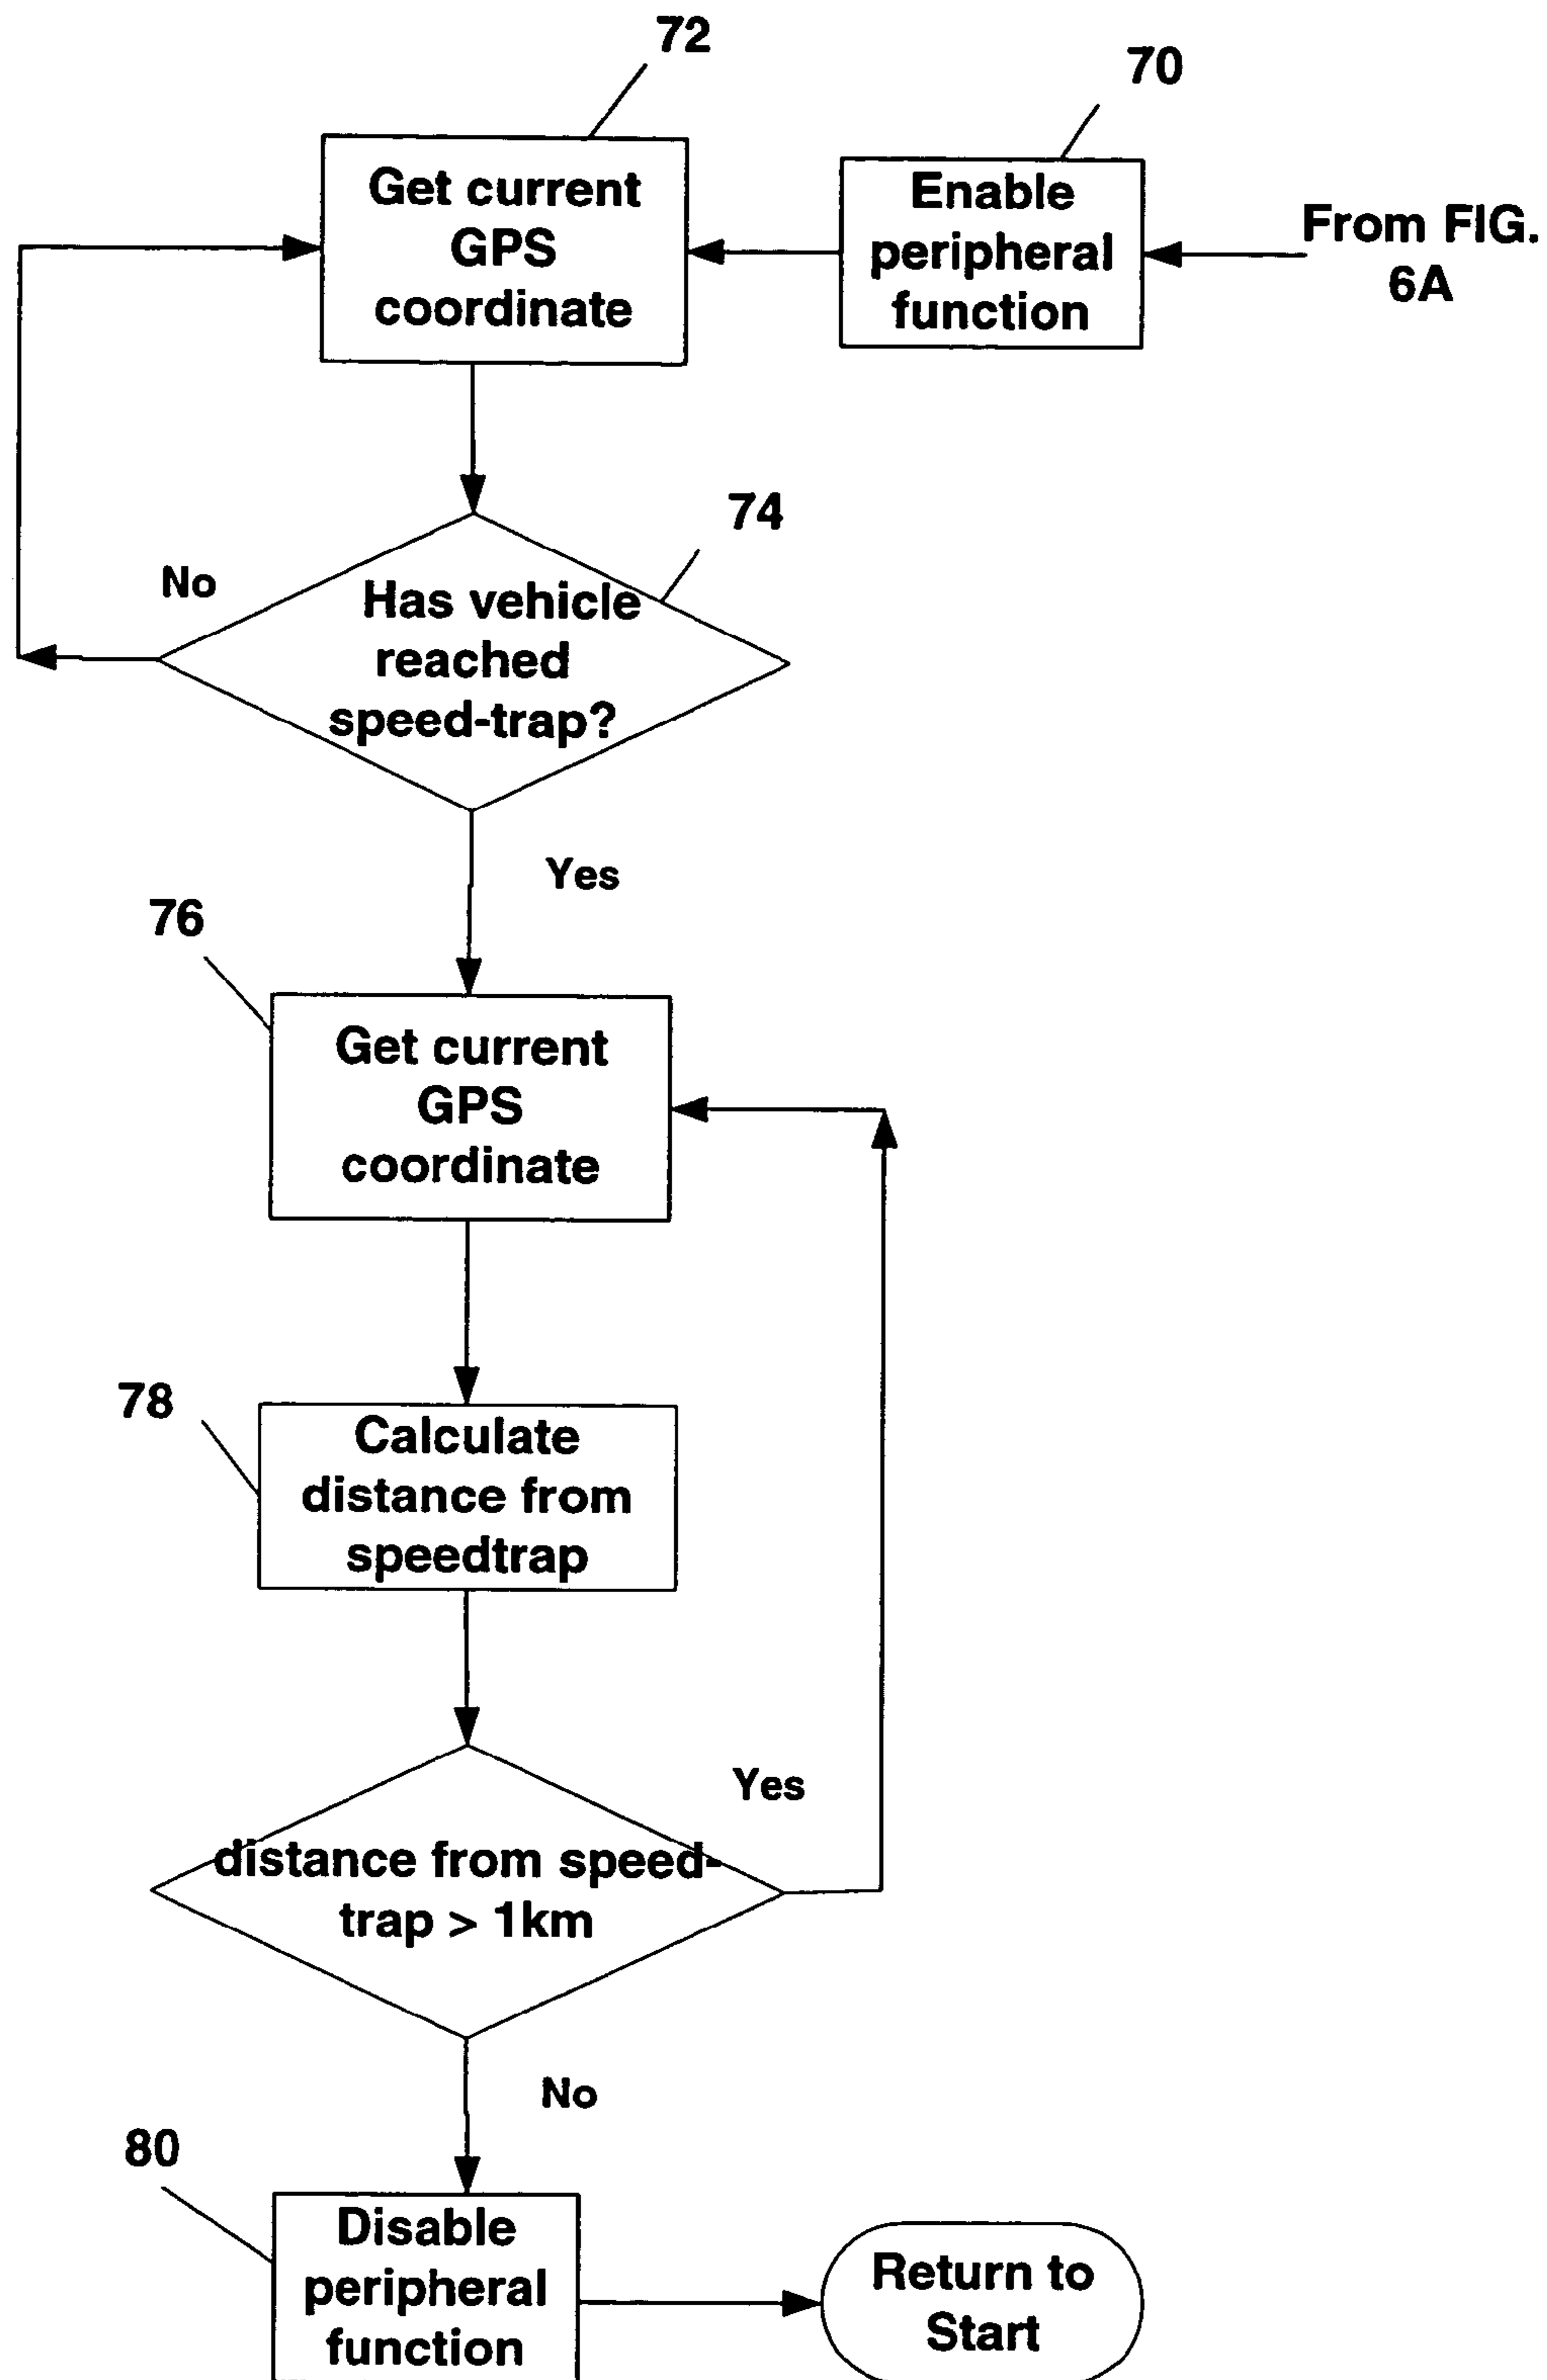 72
70
Get current
GPS
coordinate
Enable
peripheral
function
From FIG.
6A
74
No
Has vehicle
reached
speed-trap?
Yes
76
Get current
GPS
coordinate
78
Calculate
distance from
speedtrap
Yes
distance from speed-
trap > 1km
No
80
Disable
peripheral
function
Return to
Start